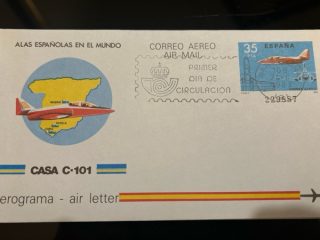 ALAS ESPAÑOLAS EN EL MUNDO
CORREO AEREO
AIR MAIL
PRIMER
DIA DE
CIRCULACION
35
ESPAÑA
CASA C-101
aerograma - air letter